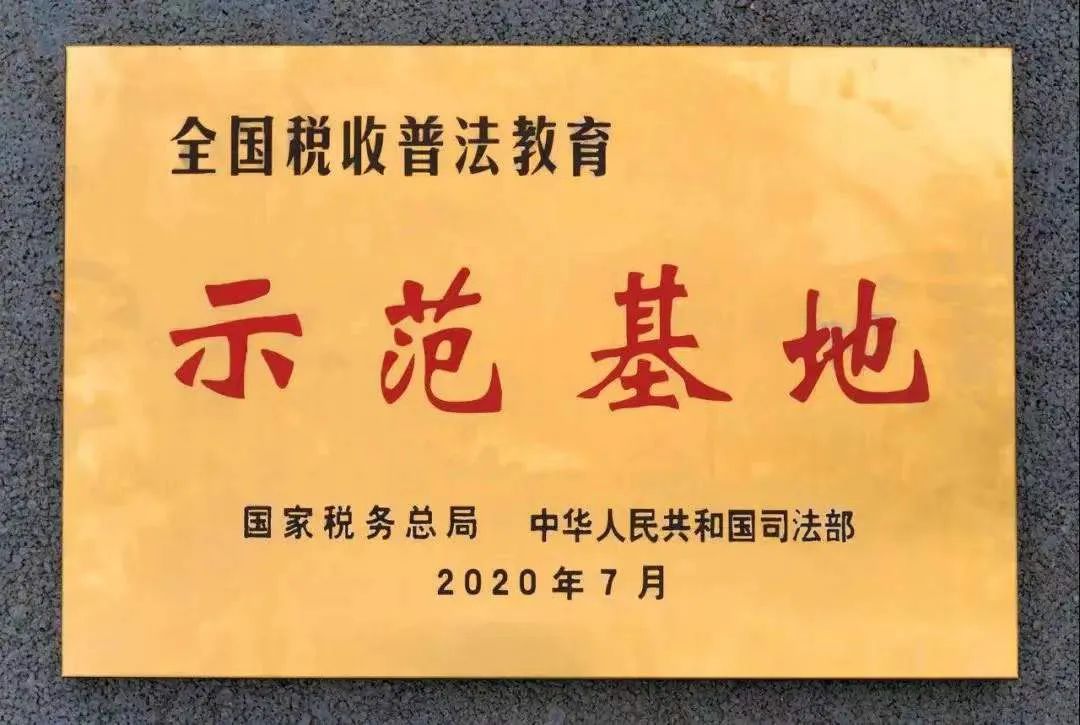 全国税收普法教育
示范基地
国家税务总局 中华人民共和国司法部
2020年7月